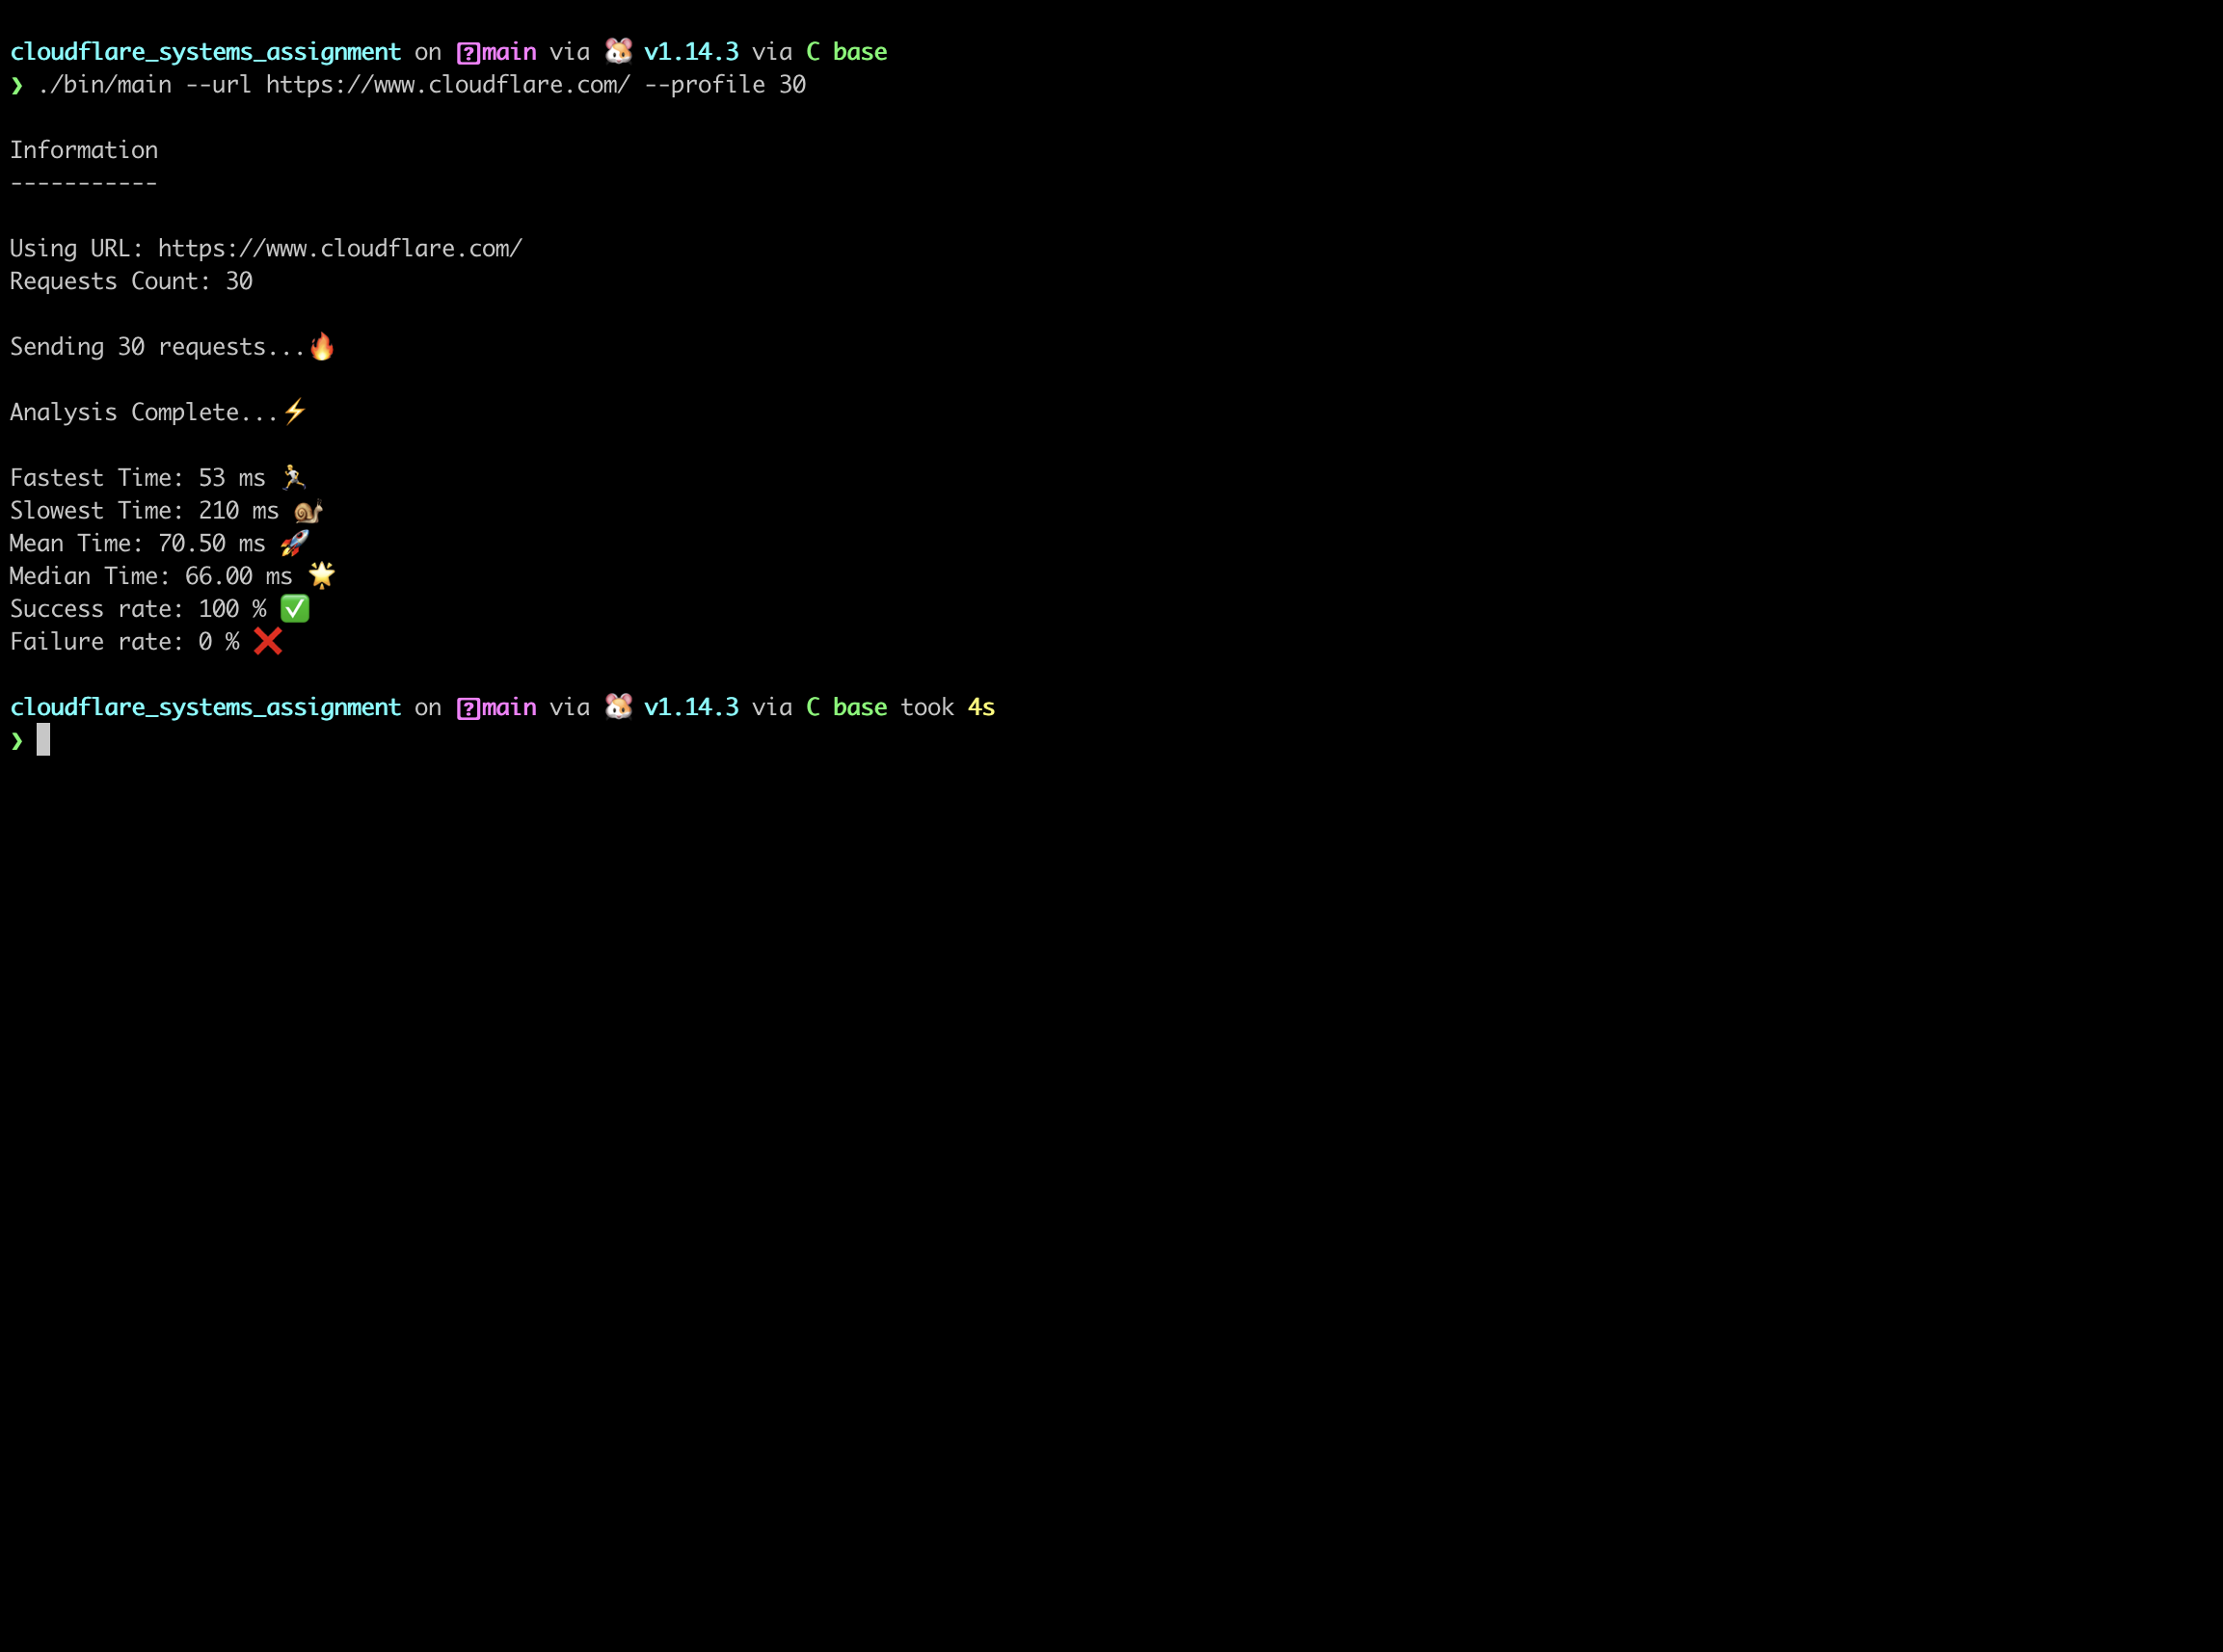 cloudflare_systems_assignment on ?main via 🐹 v1.14.3 via C base
❯ ./bin/main --url https://www.cloudflare.com/ --profile 30
Information
-----------
Using URL: https://www.cloudflare.com/
Requests Count: 30
Sending 30 requests...🔥
Analysis Complete...⚡
Fastest Time: 53 ms 🏃
Slowest Time: 210 ms 🐌
Mean Time: 70.50 ms 🚀
Median Time: 66.00 ms 🌟
Success rate: 100 % ✅
Failure rate: 0 % ❌
cloudflare_systems_assignment on ?main via 🐹 v1.14.3 via C base took 4s
❯